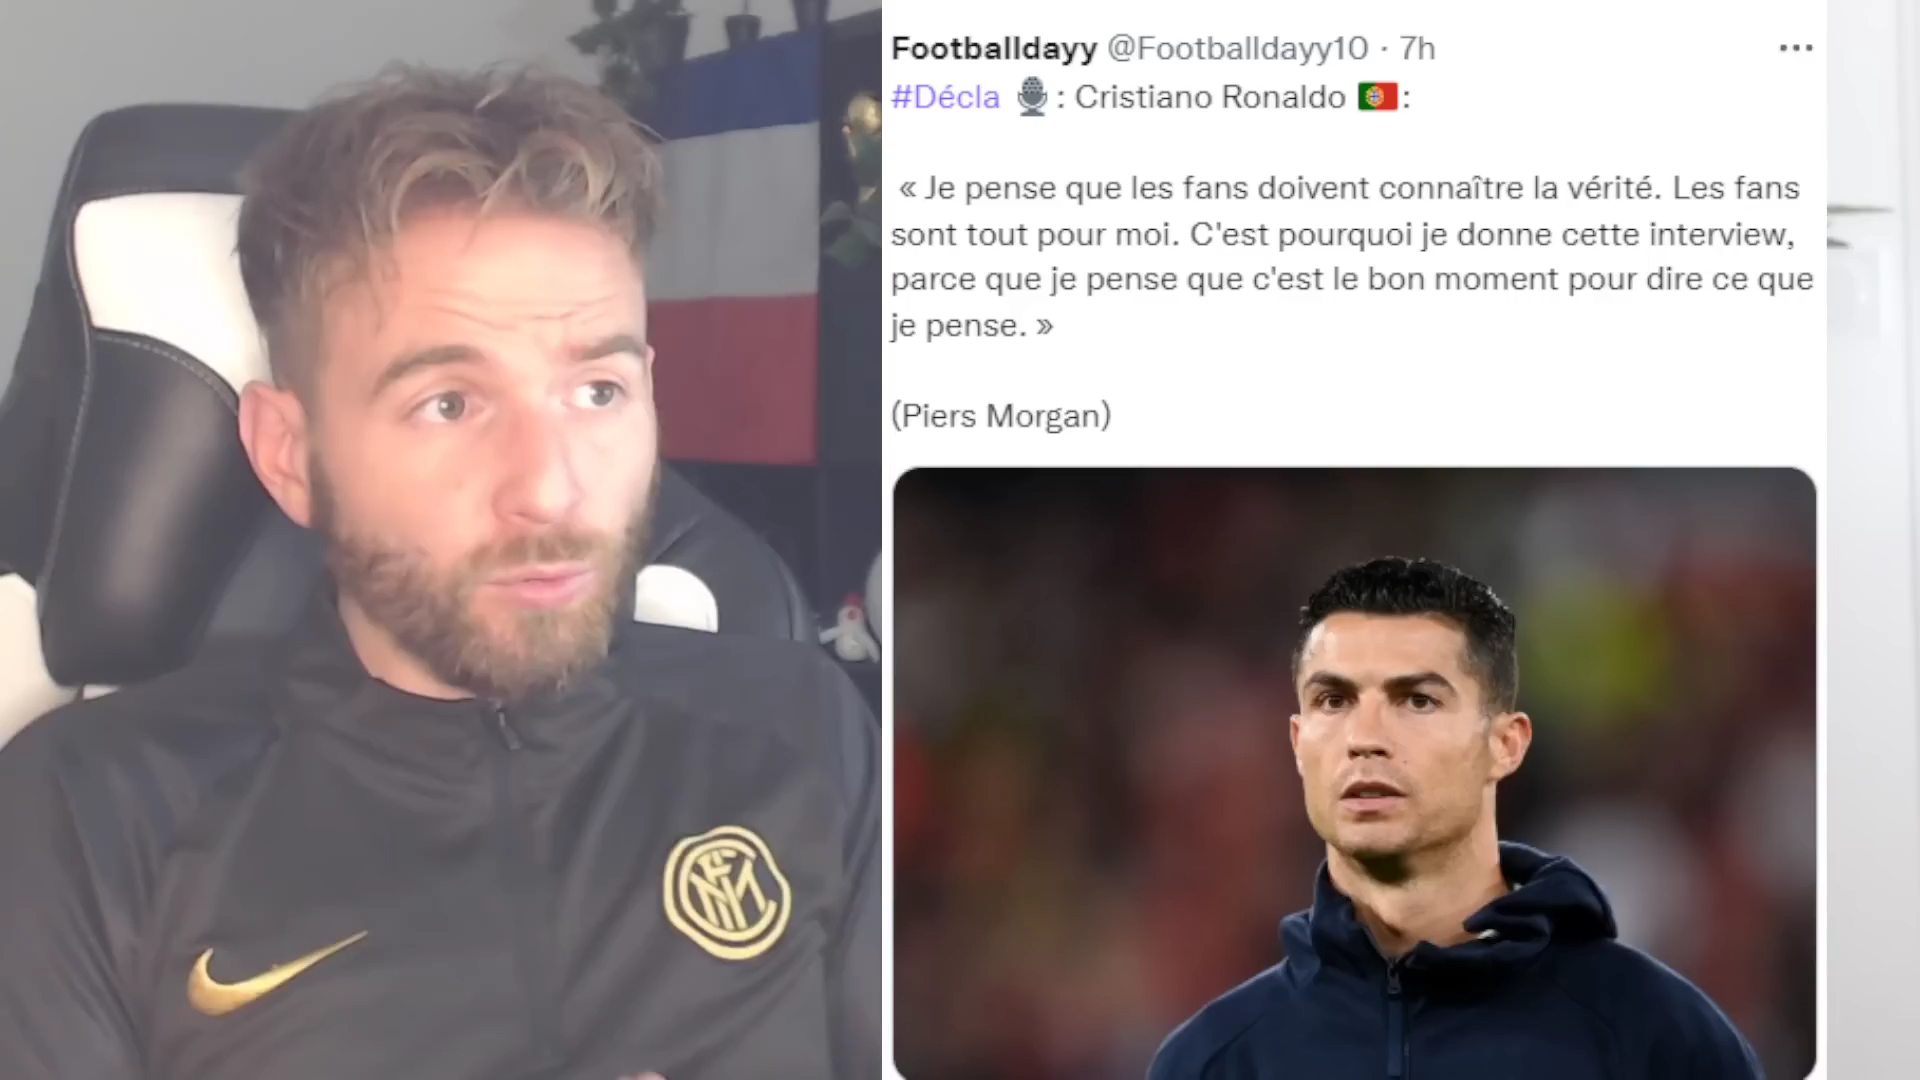 Footballdayy @Footballdayy10 · 7h
#Décla 🎙 : Cristiano Ronaldo 🇵🇹 :
« Je pense que les fans doivent connaître la vérité. Les fans
sont tout pour moi. C'est pourquoi je donne cette interview,
parce que je pense que c'est le bon moment pour dire ce que
je pense. »
(Piers Morgan)